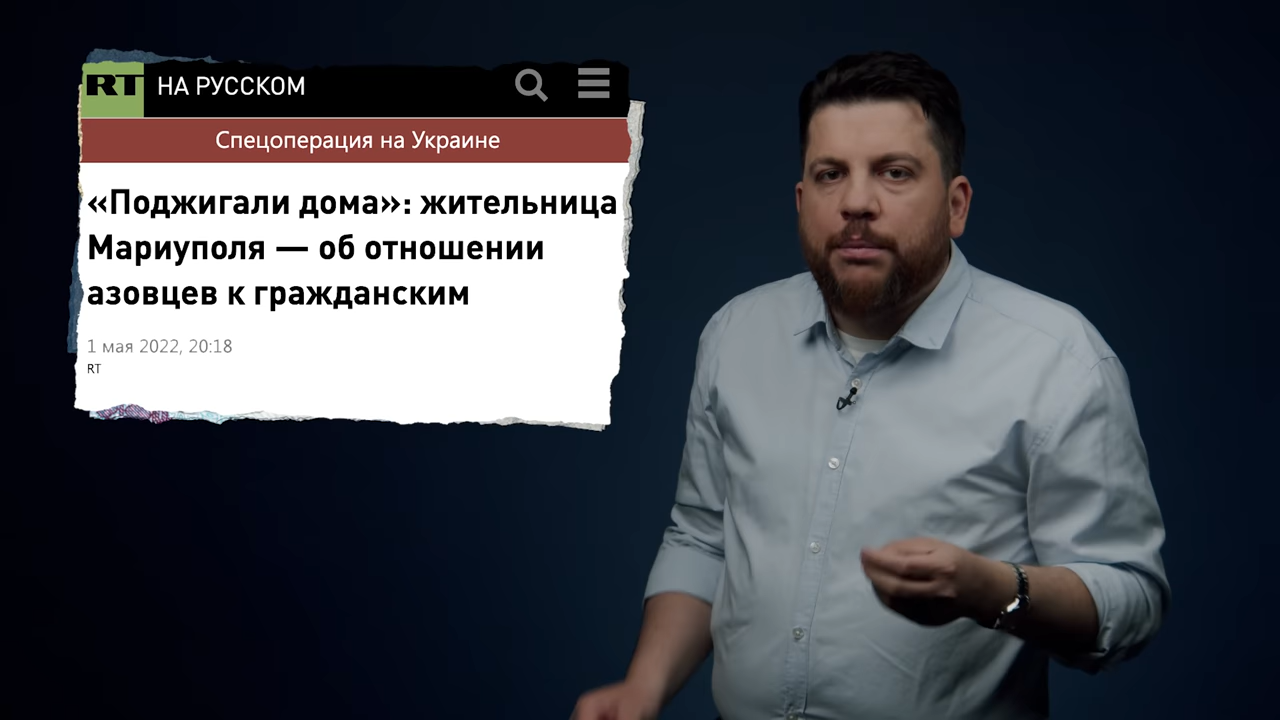 RT НА РУССКОМ
Спецоперация на Украине
«Поджигали дома»: жительница
Мариуполя — об отношении
азовцев к гражданским
1 мая 2022, 20:18
RT